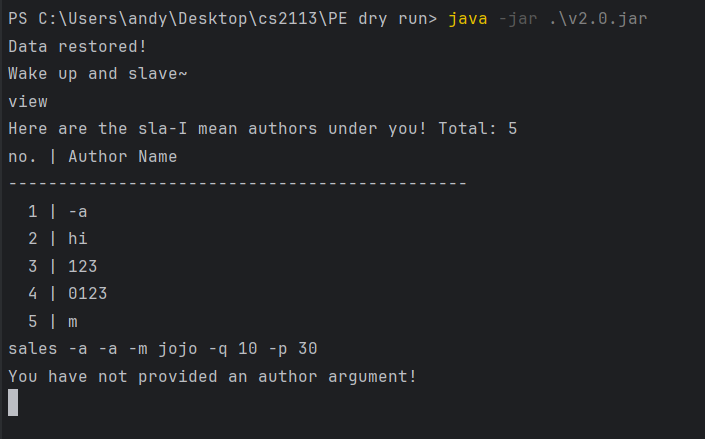 PS C:\Users\andy\Desktop\cs2113\PE dry run> java -jar .\v2.0.jar
Data restored!
Wake up and slave~
view
Here are the sla-I mean authors under you! Total: 5
no. | Author Name
----------------------------------------------
1 | -a
2 | hi
3 | 123
4 | 0123
5 | m
sales -a -a -m jojo -q 10 -p 30
You have not provided an author argument!